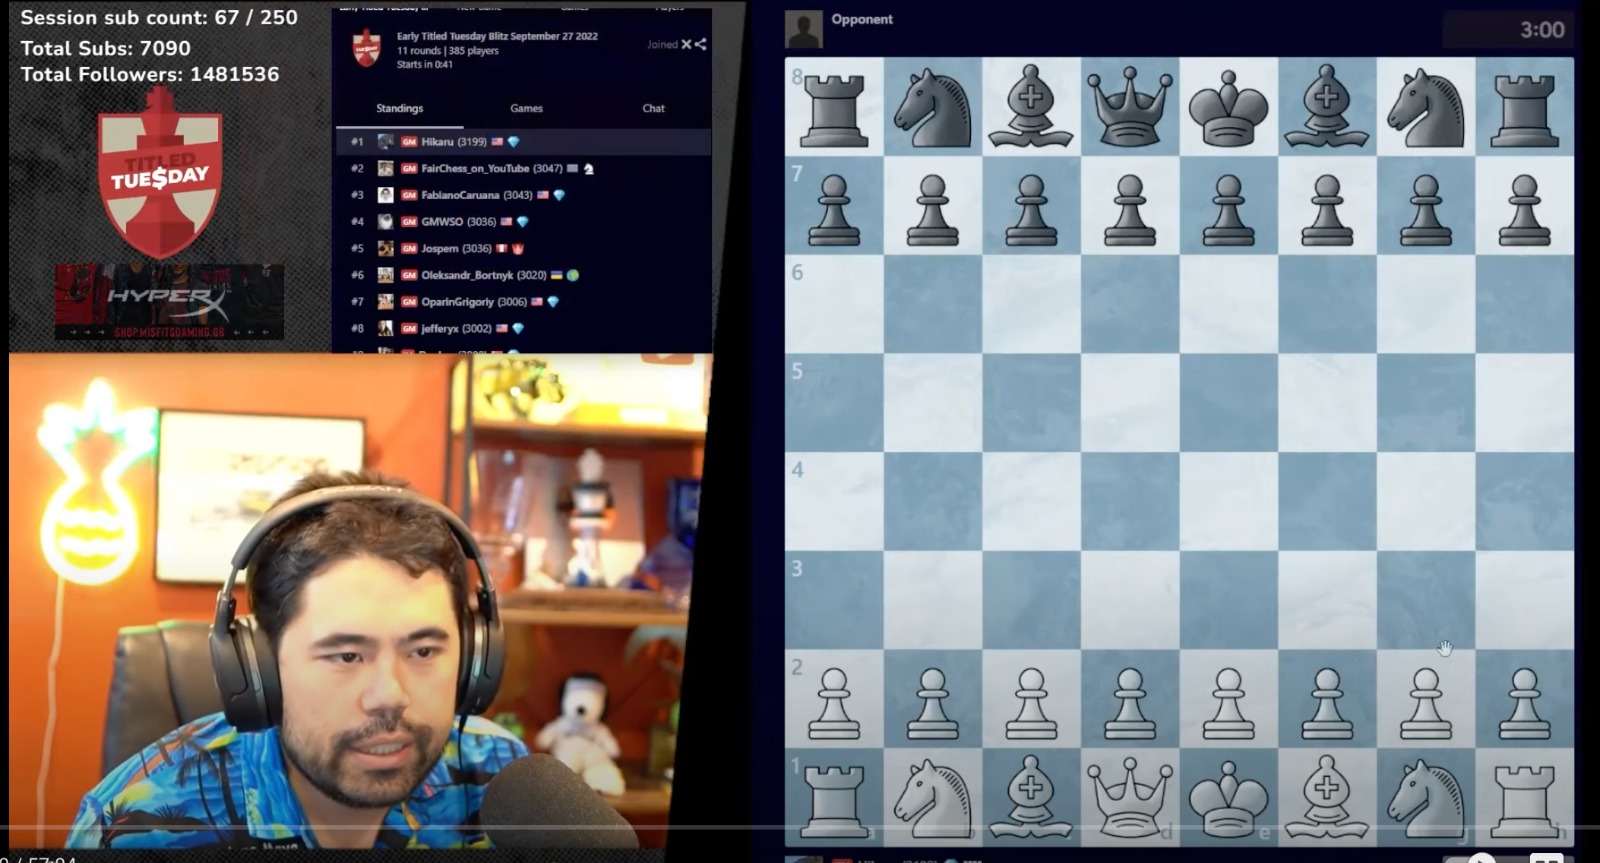 Session sub count: 67 / 250
Total Subs: 7090
Total Followers: 1481536
TITLED
TUE$DAY
HYPERX
SHOP.MISFITSGAMING.GG
Early Titled Tuesday Blitz September 27 2022
11 rounds | 385 players
Starts in 0:41
Joined
Standings Games Chat
#1 GM Hikaru (3199)
#2 GM FairChess_on_YouTube (3047)
#3 GM FabianoCaruana (3043)
#4 GM GMWSO (3036)
#5 GM Jospem (3036)
#6 GM Oleksandr_Bortnyk (3020)
#7 GM OparinGrigoriy (3006)
#8 GM jefferyx (3002)
Opponent
3:00
8
7
6
5
4
3
2
1
a b d e g h